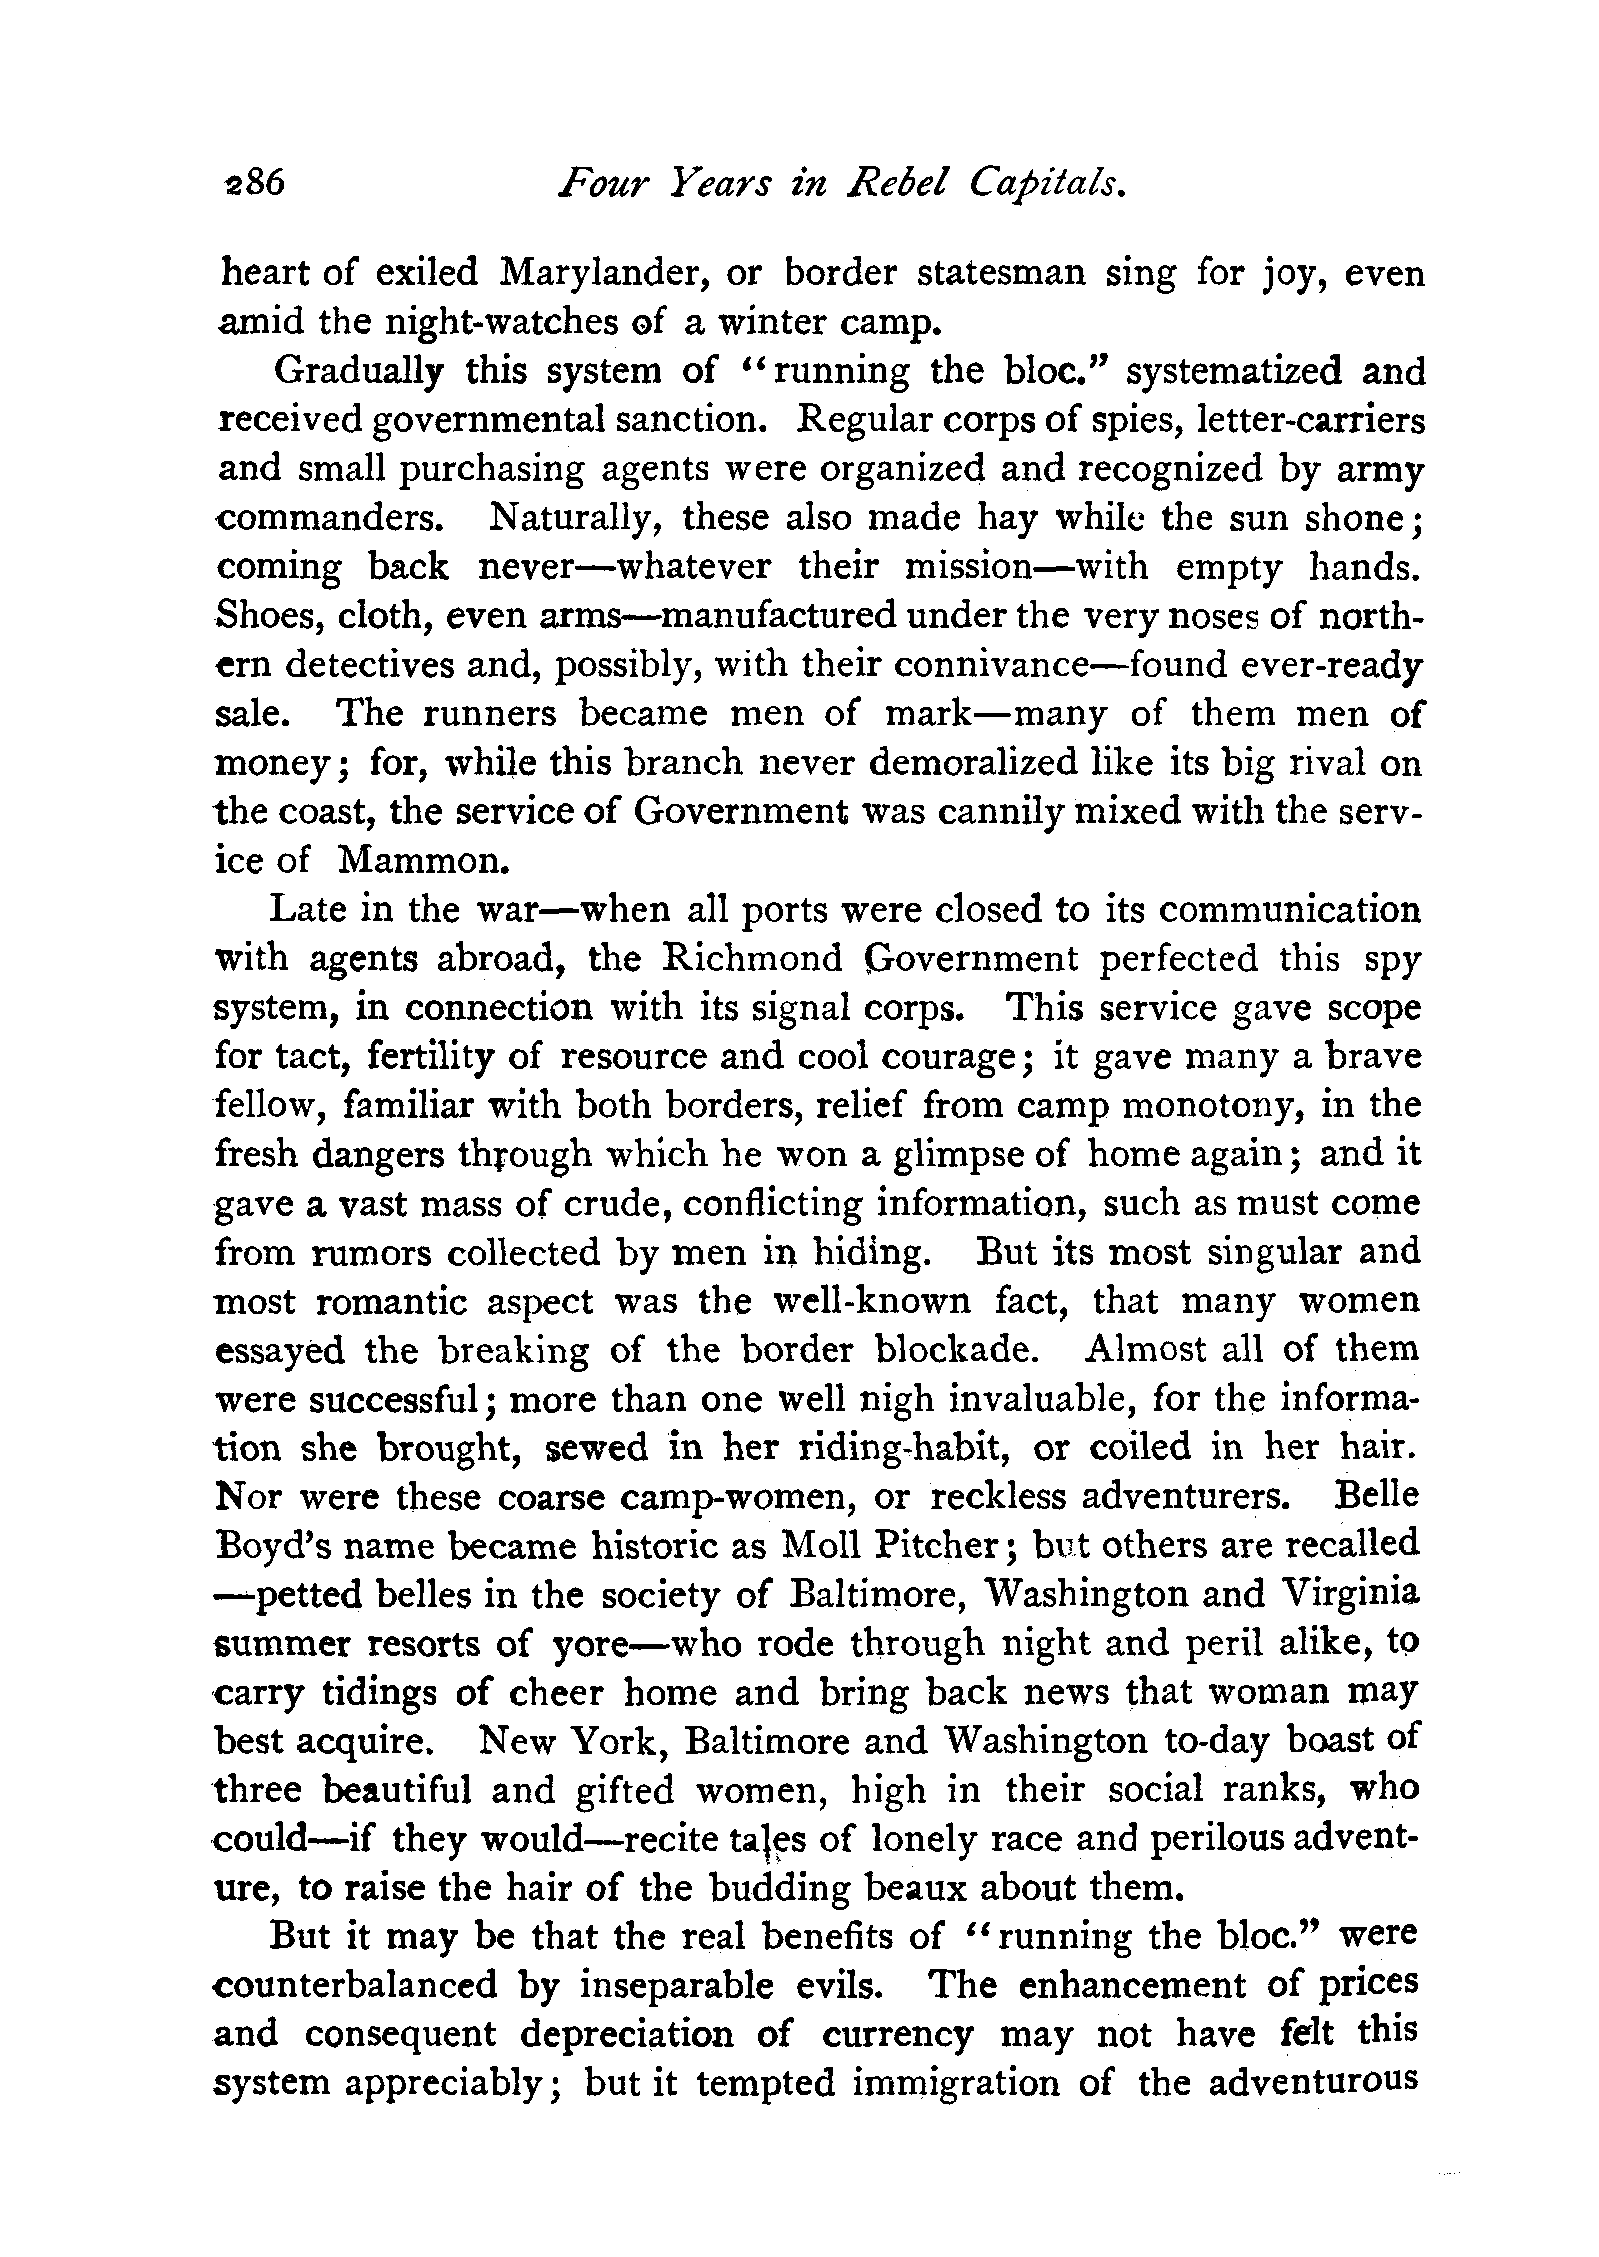 286 Four Years in Rebel Capitals.
heart of exiled Marylander, or border statesman sing for joy, even
amid the night-watches of a winter camp.
Gradually this system of “running the bloc.” systematized and
received governmental sanction. Regular corps of spies, letter-carriers
and small purchasing agents were organized and recognized by army
commanders. Naturally, these also made hay while the sun shone;
coming back never—whatever their mission—with empty hands.
Shoes, cloth, even arms—manufactured under the very noses of north-
ern detectives and, possibly, with their connivance—found ever-ready
sale. The runners became men of mark—many of them men of
money; for, while this branch never demoralized like its big rival on
the coast, the service of Government was cannily mixed with the serv-
ice of Mammon.
Late in the war—when all ports were closed to its communication
with agents abroad, the Richmond Government perfected this spy
system, in connection with its signal corps. This service gave scope
for tact, fertility of resource and cool courage; it gave many a brave
fellow, familiar with both borders, relief from camp monotony, in the
fresh dangers through which he won a glimpse of home again; and it
gave a vast mass of crude, conflicting information, such as must come
from rumors collected by men in hiding. But its most singular and
most romantic aspect was the well-known fact, that many women
essayed the breaking of the border blockade. Almost all of them
were successful; more than one well nigh invaluable, for the informa-
tion she brought, sewed in her riding-habit, or coiled in her hair.
Nor were these coarse camp-women, or reckless adventurers. Belle
Boyd’s name became historic as Moll Pitcher; but others are recalled
—petted belles in the society of Baltimore, Washington and Virginia
summer resorts of yore—who rode through night and peril alike, to
carry tidings of cheer home and bring back news that woman may
best acquire. New York, Baltimore and Washington to-day boast of
three beautiful and gifted women, high in their social ranks, who
could—if they would—recite tales of lonely race and perilous advent-
ure, to raise the hair of the budding beaux about them.
But it may be that the real benefits of “running the bloc.” were
counterbalanced by inseparable evils. The enhancement of prices
and consequent depreciation of currency may not have felt this
system appreciably; but it tempted immigration of the adventurous